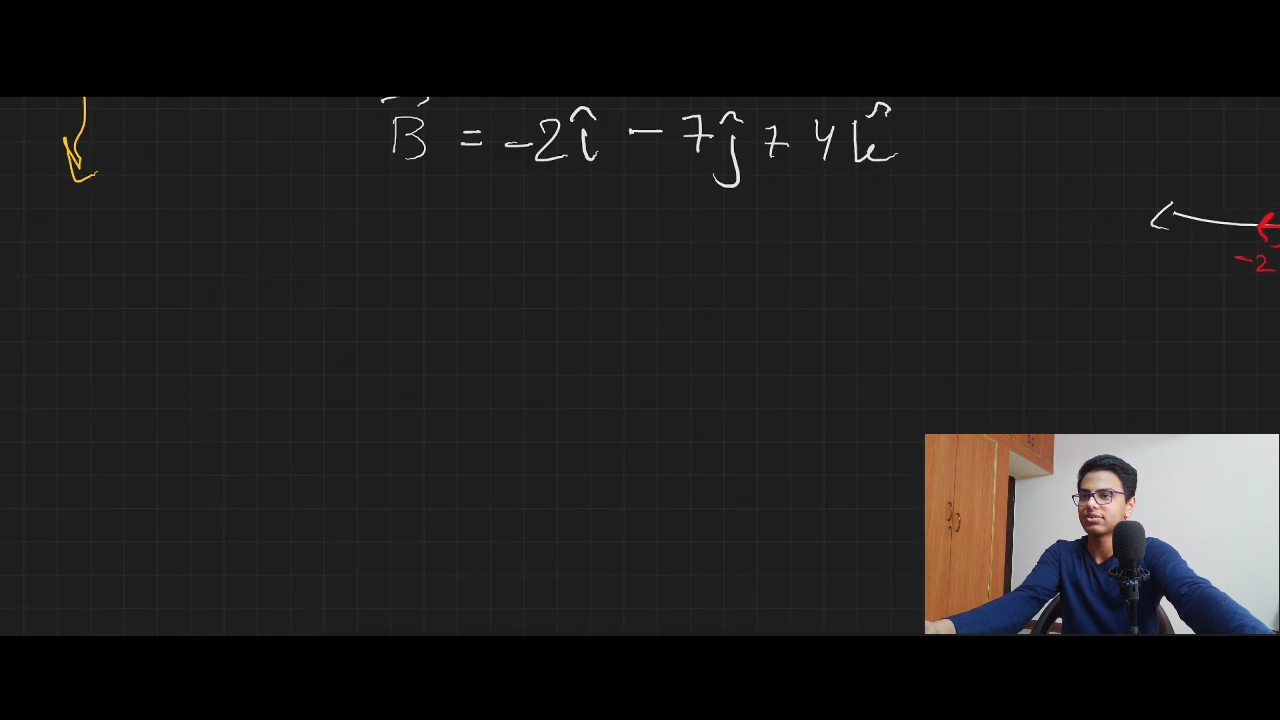 B⃗ = -2î - 7ĵ + 4k̂
-2